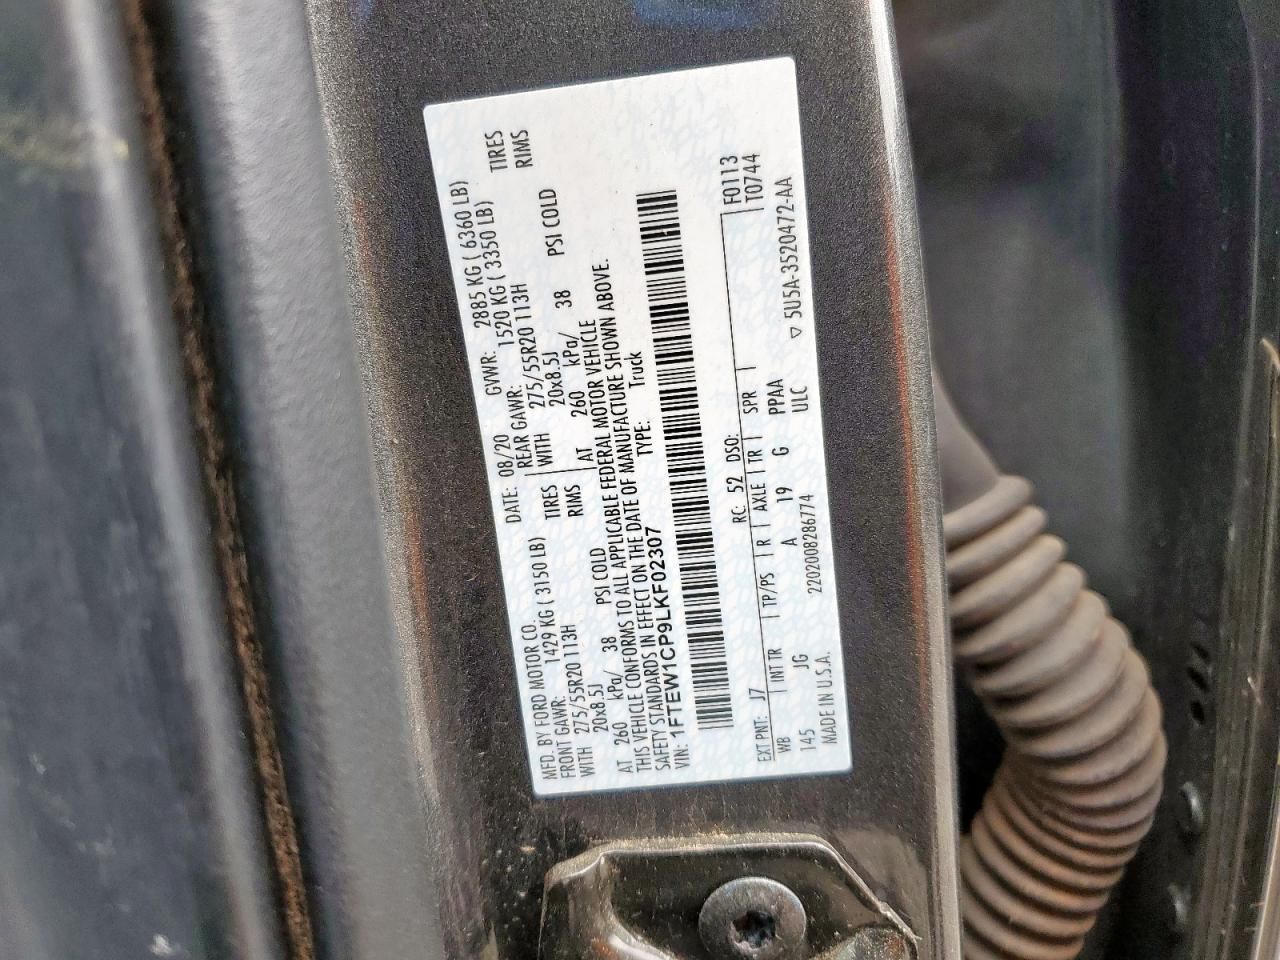 MFD. BY FORD MOTOR CO.
DATE: 08/20 GVWR: 2885 KG ( 6360 LB)
FRONT GAWR: 1429 KG ( 3150 LB) REAR GAWR: 1520 KG ( 3350 LB)
WITH 275/55R20 113H TIRES WITH 275/55R20 113H TIRES
20x8.5J RIMS 20x8.5J RIMS
AT 260 kPa/ 38 PSI COLD AT 260 kPa/ 38 PSI COLD
THIS VEHICLE CONFORMS TO ALL APPLICABLE FEDERAL MOTOR VEHICLE
SAFETY STANDARDS IN EFFECT ON THE DATE OF MANUFACTURE SHOWN ABOVE.
VIN: 1FTEW1CP9LKF02307 TYPE: Truck
F0113
EXT PNT: J7 RC: 52 DSO: T0744
WB INT TR TP/PS R AXLE TR SPR
145 JG A 19 G PPAA
MADE IN U.S.A. 2202008286774 ULC ▽ 5U5A-3520472-AA